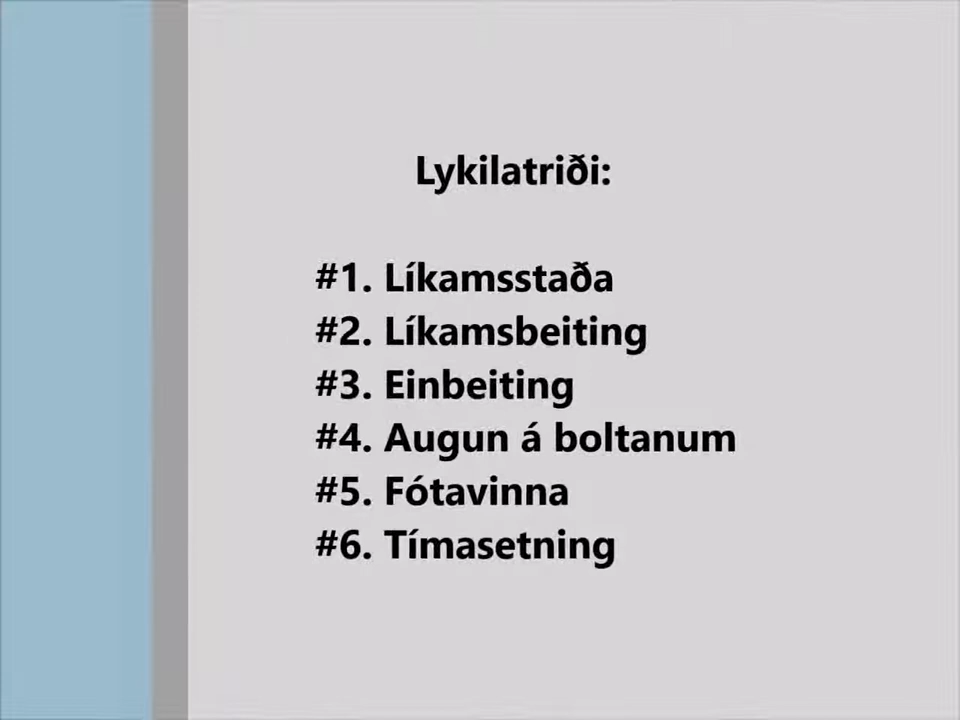 Lykilatriði:
#1. Líkamsstaða
#2. Líkamsbeiting
#3. Einbeiting
#4. Augun á boltanum
#5. Fótavinna
#6. Tímasetning